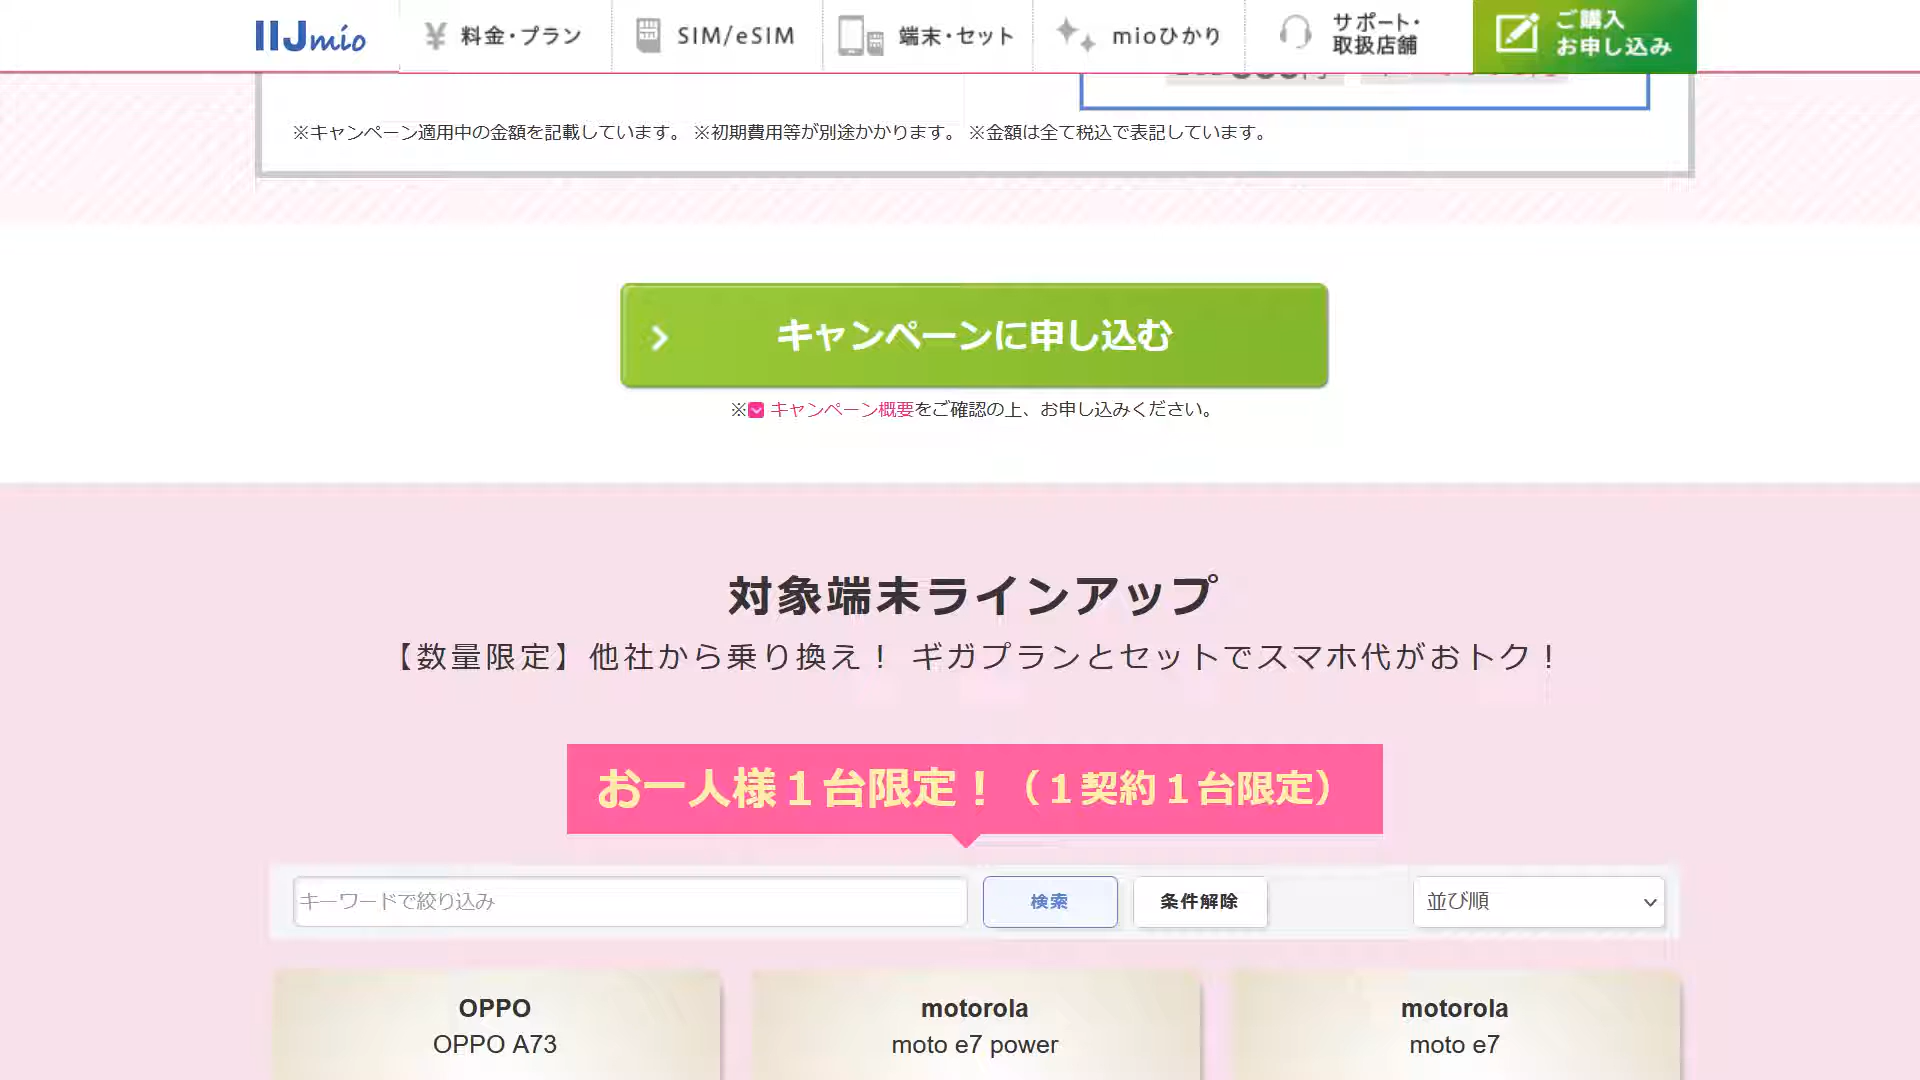 IIJmio
料金・プラン
SIM/eSIM
端末・セット
mioひかり
サポート・
取扱店舗
ご購入
お申し込み
※キャンペーン適用中の金額を記載しています。 ※初期費用等が別途かかります。 ※金額は全て税込で表記しています。
キャンペーンに申し込む
※キャンペーン概要をご確認の上、お申し込みください。
対象端末ラインアップ
【数量限定】他社から乗り換え！ ギガプランとセットでスマホ代がおトク！
お一人様１台限定！（１契約１台限定）
キーワードで絞り込み
検索
条件解除
並び順
OPPO
OPPO A73
motorola
moto e7 power
motorola
moto e7